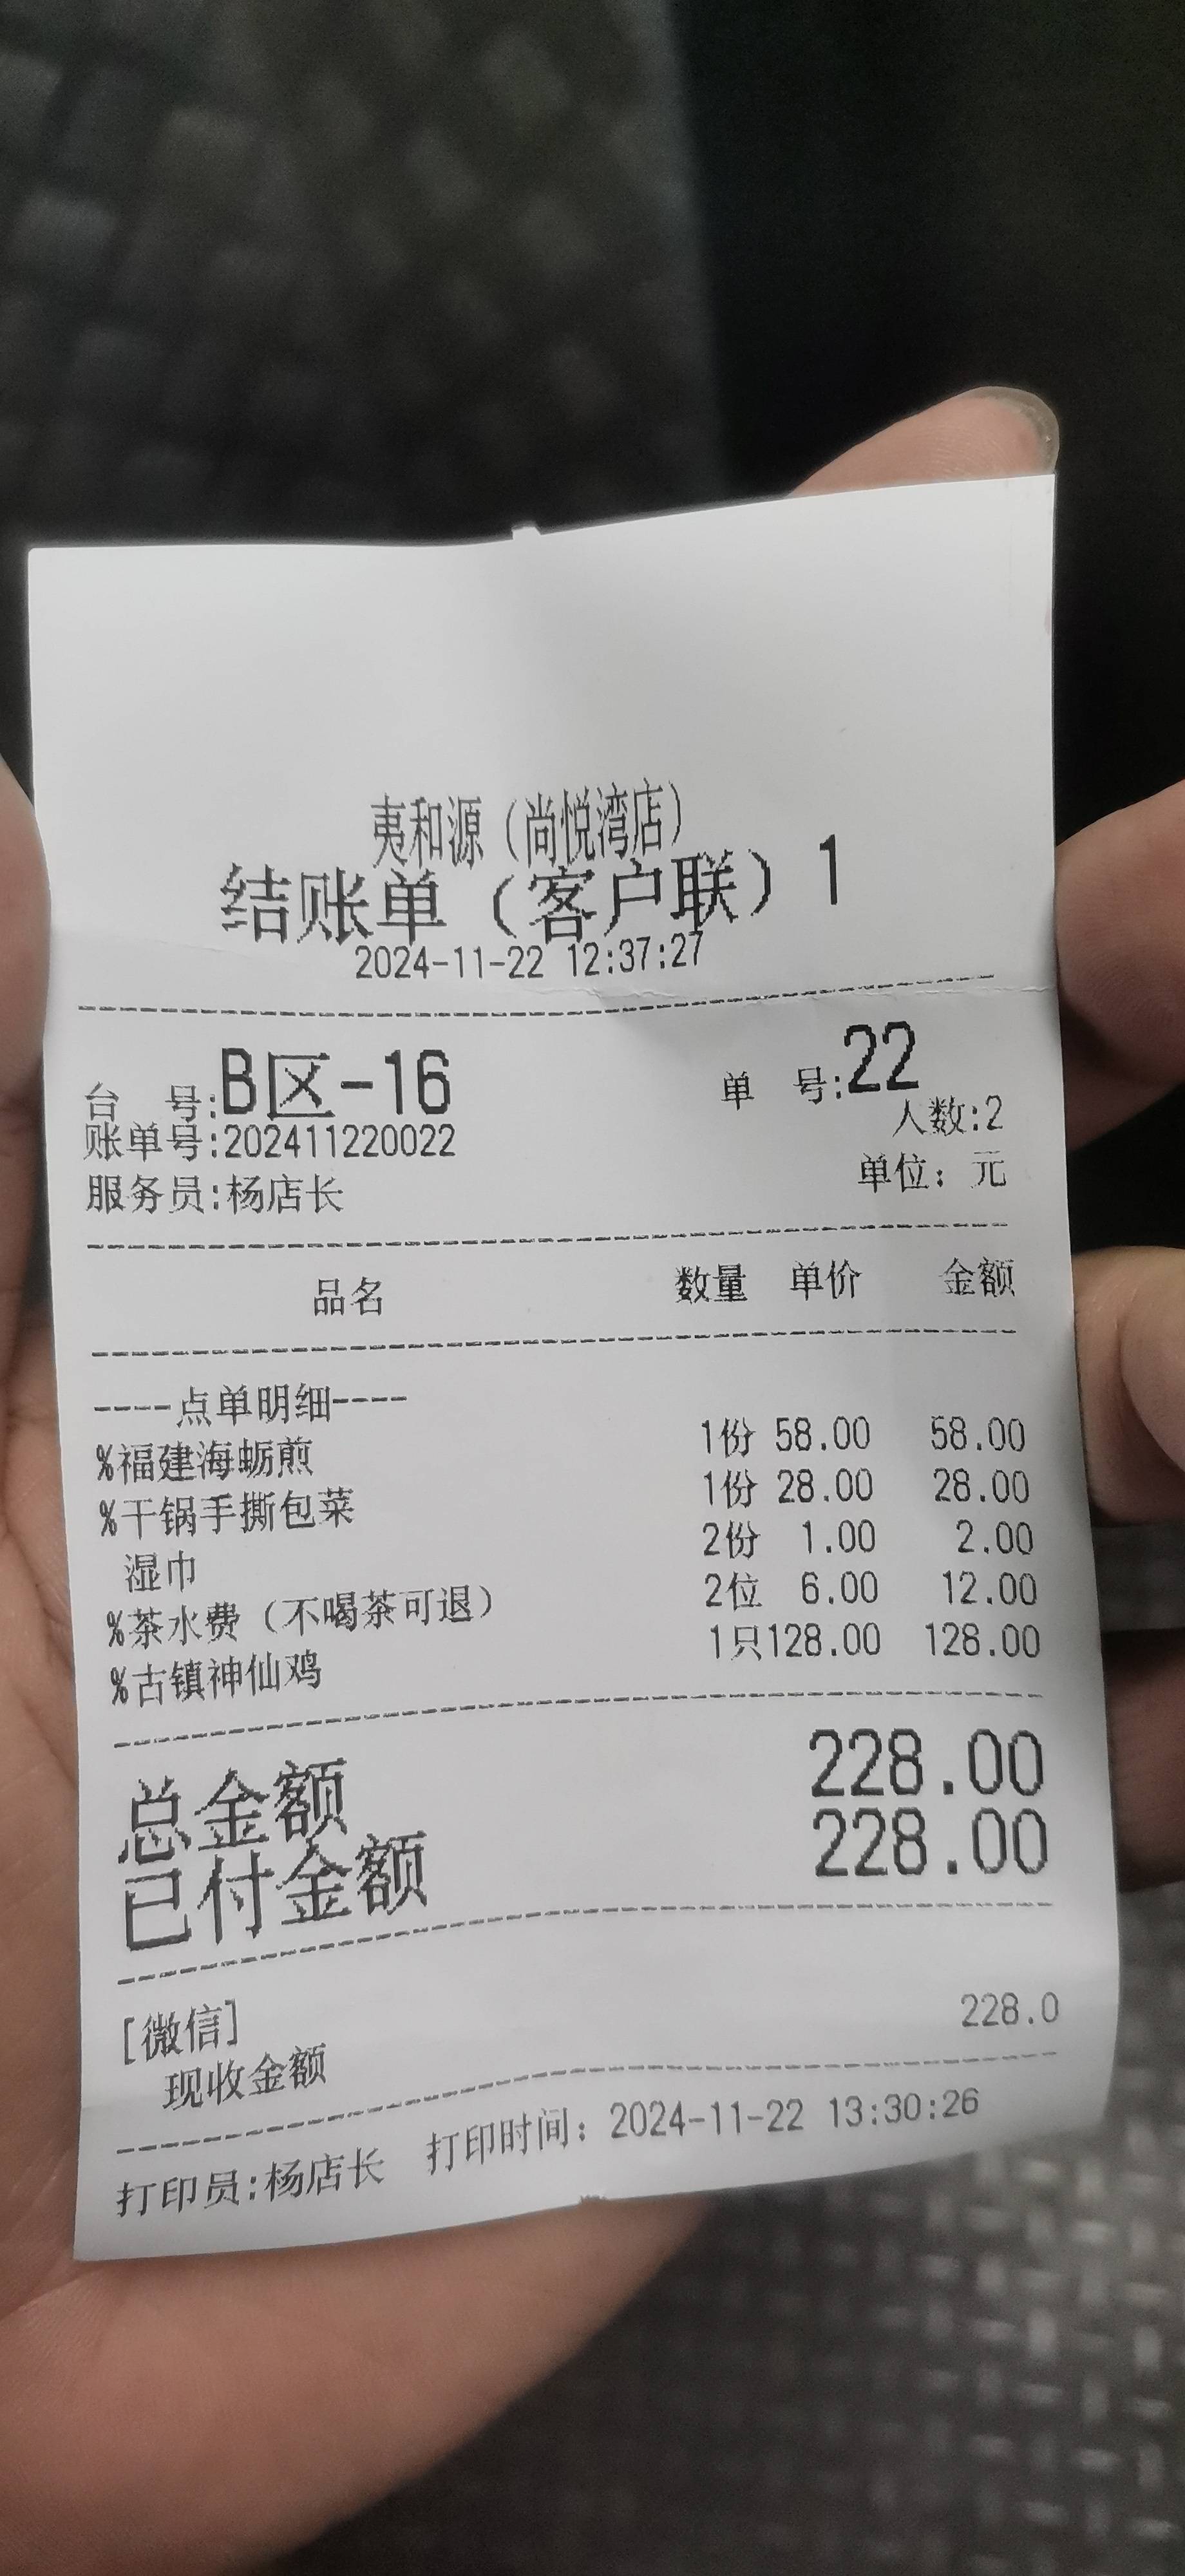 夷和源（尚悦湾店）
结账单（客户联）1
2024-11-22 12:37:27
台 号:B区-16 单 号:22
账单号:202411220022 人数:2
服务员:杨店长 单位：元
品名 数量 单价 金额
----点单明细----
%福建海蛎煎 1份 58.00 58.00
%干锅手撕包菜 1份 28.00 28.00
湿巾 2份 1.00 2.00
%茶水费（不喝茶可退） 2位 6.00 12.00
%古镇神仙鸡 1只128.00 128.00
总金额 228.00
已付金额 228.00
[微信]
现收金额 228.0
打印员:杨店长 打印时间：2024-11-22 13:30:26